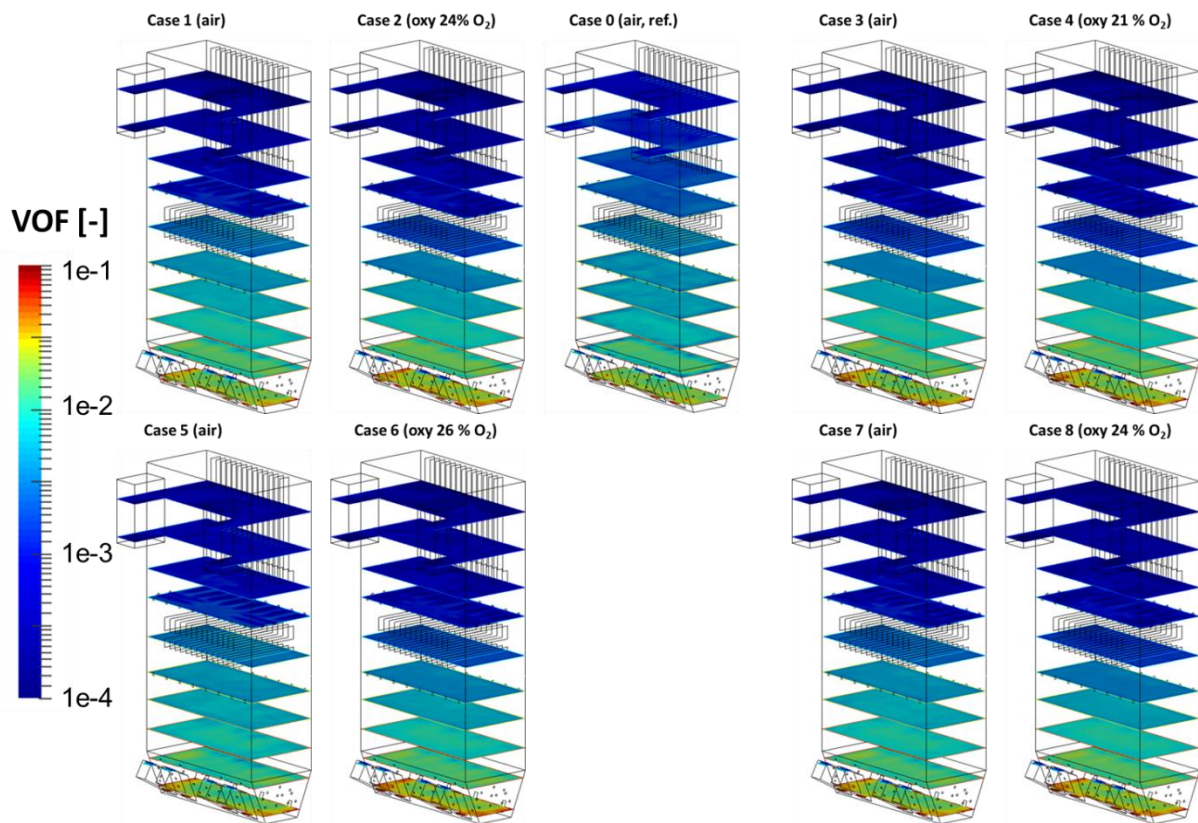 Case 1 (air)
Case 2 (oxy 24% O₂)
Case 0 (air, ref.)
Case 3 (air)
Case 4 (oxy 21 % O₂)
VOF [-]
1e-1
1e-2
1e-3
1e-4
Case 5 (air)
Case 6 (oxy 26 % O₂)
Case 7 (air)
Case 8 (oxy 24 % O₂)